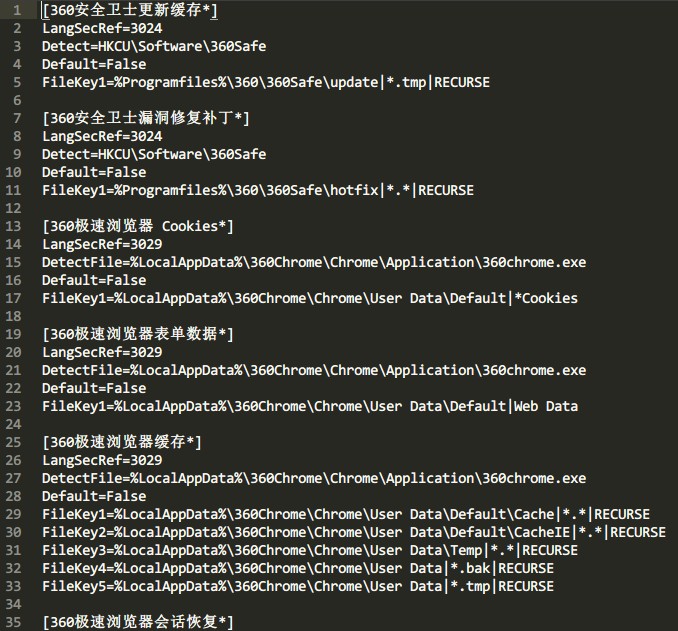 1 [360安全卫士更新缓存*]
2 LangSecRef=3024
3 Detect=HKCU\Software\360Safe
4 Default=False
5 FileKey1=%Programfiles%\360\360Safe\update|*.tmp|RECURSE
6
7 [360安全卫士漏洞修复补丁*]
8 LangSecRef=3024
9 Detect=HKCU\Software\360Safe
10 Default=False
11 FileKey1=%Programfiles%\360\360Safe\hotfix|*.*|RECURSE
12
13 [360极速浏览器 Cookies*]
14 LangSecRef=3029
15 DetectFile=%LocalAppData%\360Chrome\Chrome\Application\360chrome.exe
16 Default=False
17 FileKey1=%LocalAppData%\360Chrome\Chrome\User Data\Default|*Cookies
18
19 [360极速浏览器表单数据*]
20 LangSecRef=3029
21 DetectFile=%LocalAppData%\360Chrome\Chrome\Application\360chrome.exe
22 Default=False
23 FileKey1=%LocalAppData%\360Chrome\Chrome\User Data\Default|Web Data
24
25 [360极速浏览器缓存*]
26 LangSecRef=3029
27 DetectFile=%LocalAppData%\360Chrome\Chrome\Application\360chrome.exe
28 Default=False
29 FileKey1=%LocalAppData%\360Chrome\Chrome\User Data\Default\Cache|*.*|RECURSE
30 FileKey2=%LocalAppData%\360Chrome\Chrome\User Data\Default\CacheIE|*.*|RECURSE
31 FileKey3=%LocalAppData%\360Chrome\Chrome\User Data\Temp|*.*|RECURSE
32 FileKey4=%LocalAppData%\360Chrome\Chrome\User Data|*.bak|RECURSE
33 FileKey5=%LocalAppData%\360Chrome\Chrome\User Data|*.tmp|RECURSE
34
35 [360极速浏览器会话恢复*]